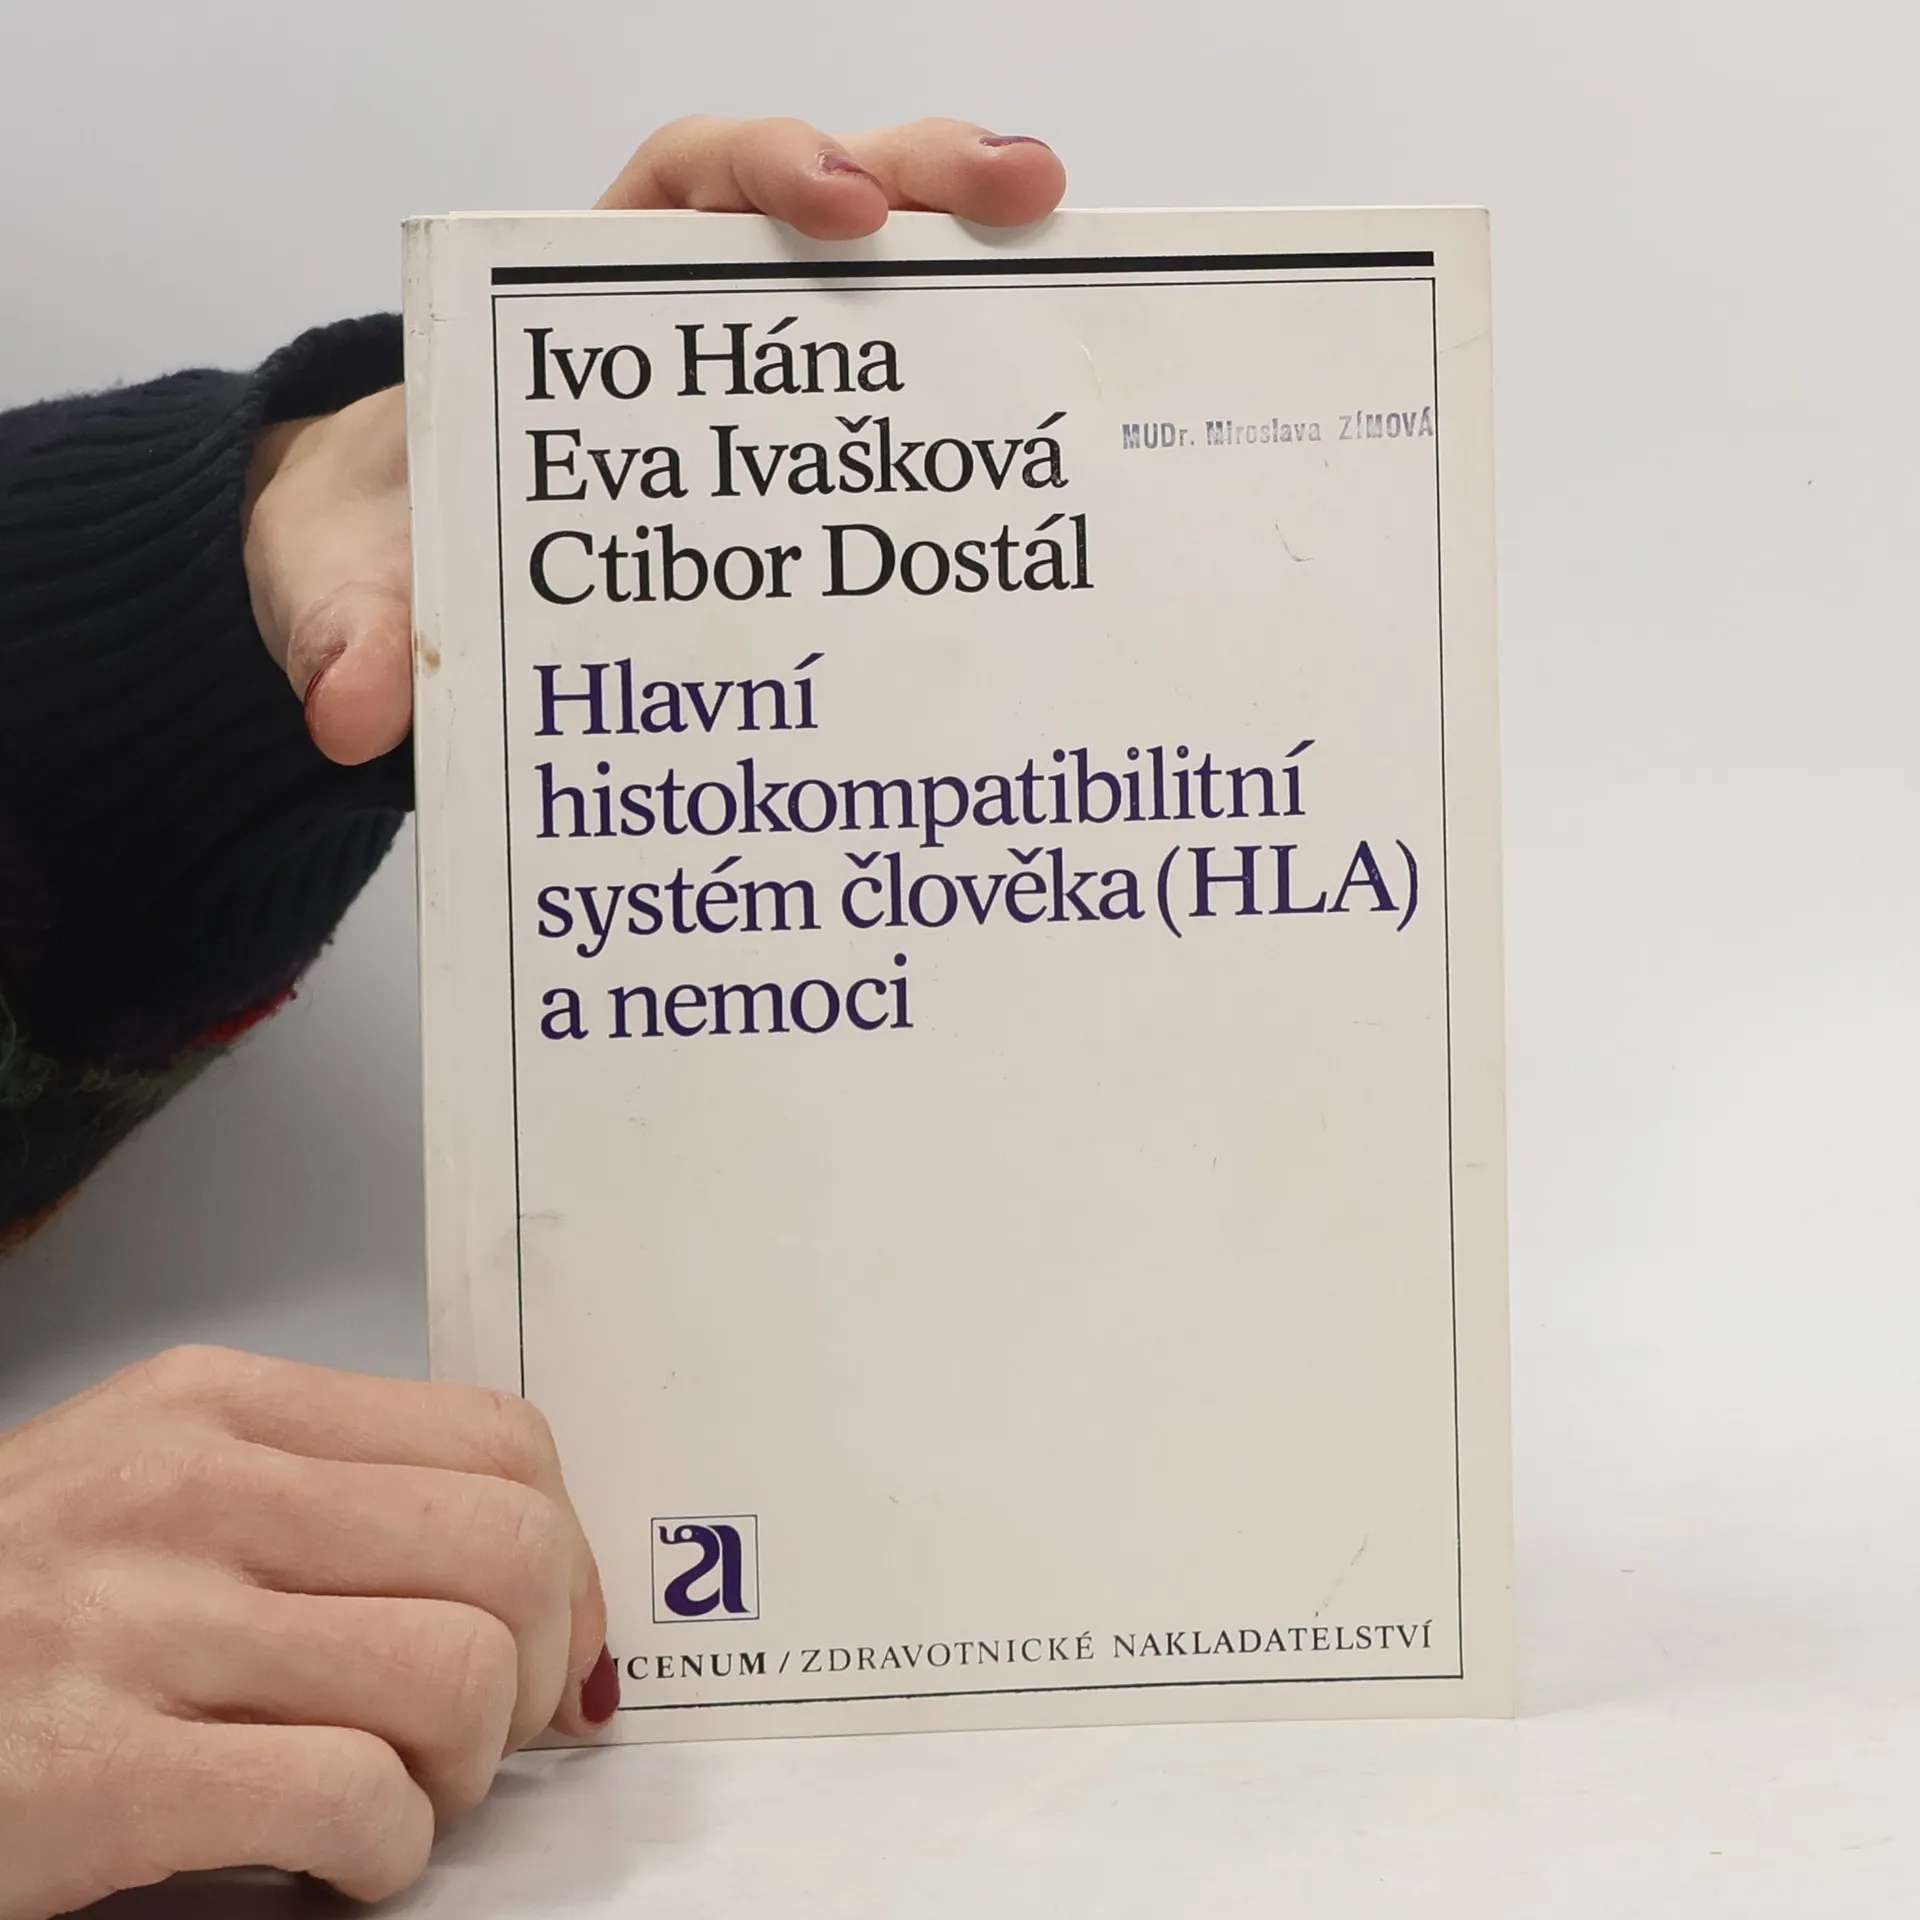 Ivo Hána
Eva Ivašková
MUDr. Miroslava ZÍMOVÁ
Ctibor Dostál
Hlavní
histokompatibilitní
systém člověka (HLA)
a nemoci
ICENUM / ZDRAVOTNICKÉ NAKLADATELSTVÍ